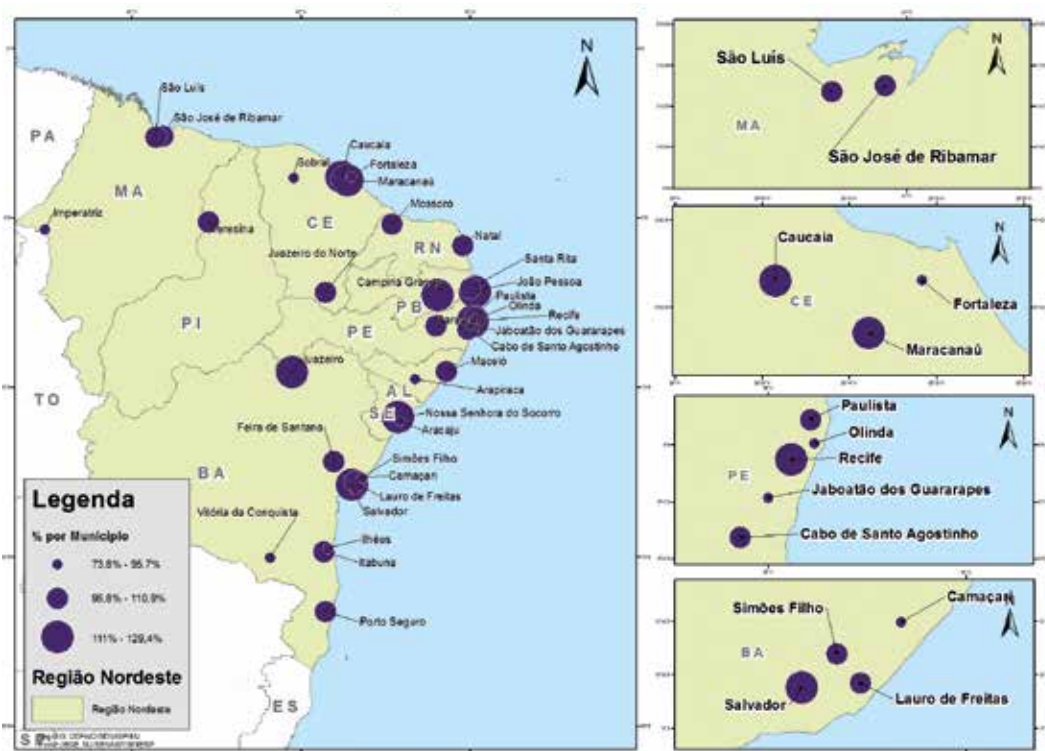 N
São Luís
São José de Ribamar
PA
MA
Caucaia
Fortaleza
Maracanaú
Sobral
Imperatriz
Teresina
CE
Mossoró
RN
Natal
Juazeiro do Norte
Santa Rita
João Pessoa
Campina Grande
Paulista
Olinda
PB
Recife
PI
PE
Jaboatão dos Guararapes
Cabo de Santo Agostinho
Juazeiro
Maceió
TO
AL
Arapiraca
SE
Nossa Senhora do Socorro
Aracaju
Feira de Santana
BA
Simões Filho
Camaçari
Lauro de Freitas
Salvador
Vitória da Conquista
Ilhéus
Itabuna
Porto Seguro
ES
Legenda
% por Município
73,6% - 95,7%
95,8% - 110,9%
111% - 129,4%
Região Nordeste
Região Nordeste
N
São Luís
MA
São José de Ribamar
N
Caucaia
CE
Fortaleza
Maracanaú
N
Paulista
Olinda
PE
Recife
Jaboatão dos Guararapes
Cabo de Santo Agostinho
N
Camaçari
Simões Filho
BA
Salvador
Lauro de Freitas